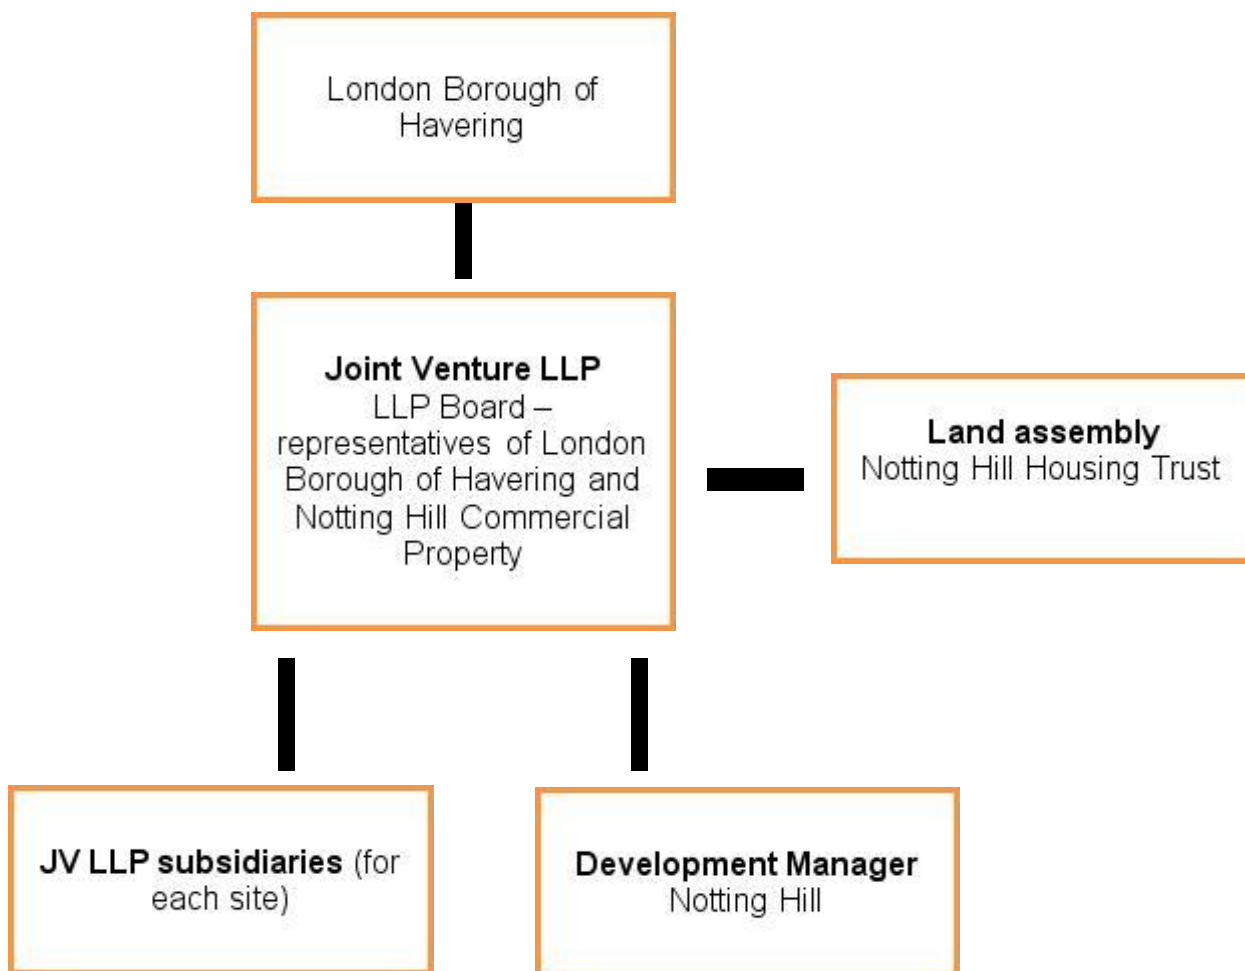 London Borough of
Havering
Joint Venture LLP
LLP Board –
representatives of London
Borough of Havering and
Notting Hill Commercial
Property
Land assembly
Notting Hill Housing Trust
JV LLP subsidiaries (for
each site)
Development Manager
Notting Hill